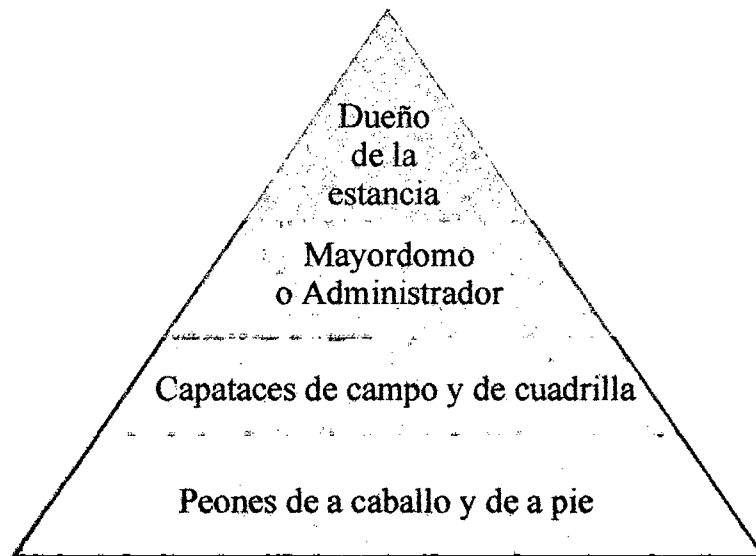 Dueño
de la
estancia
Mayordomo
o Administrador
Capataces de campo y de cuadrilla
Peones de a caballo y de a pie